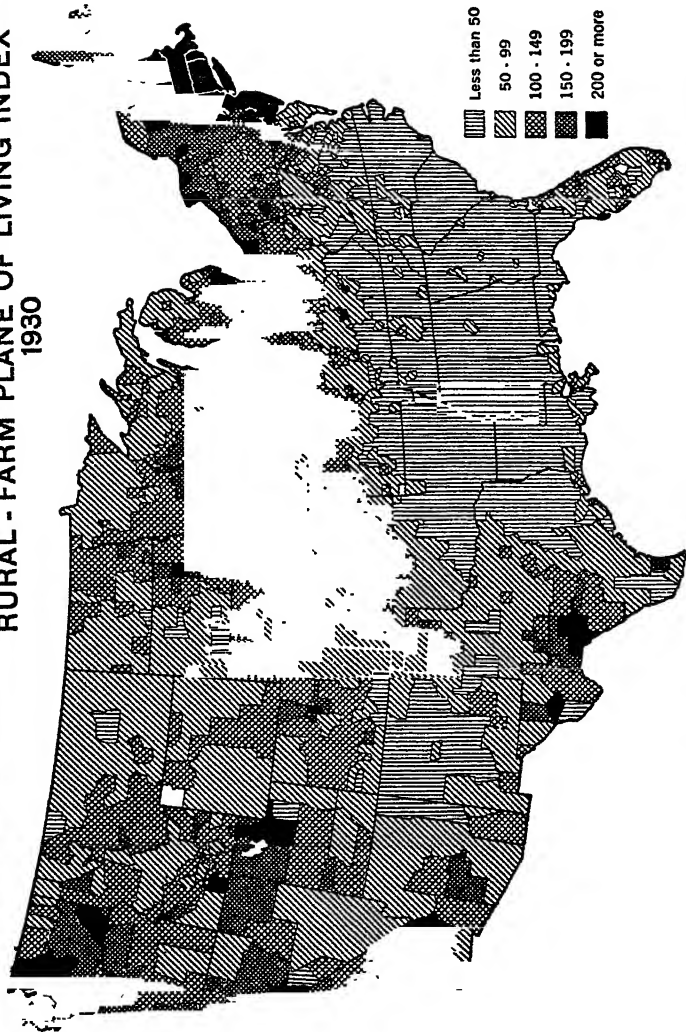 RURAL - FARM PLANE OF LIVING INDEX
1930
Less than 50
50 - 99
100 - 149
150 - 199
200 or more